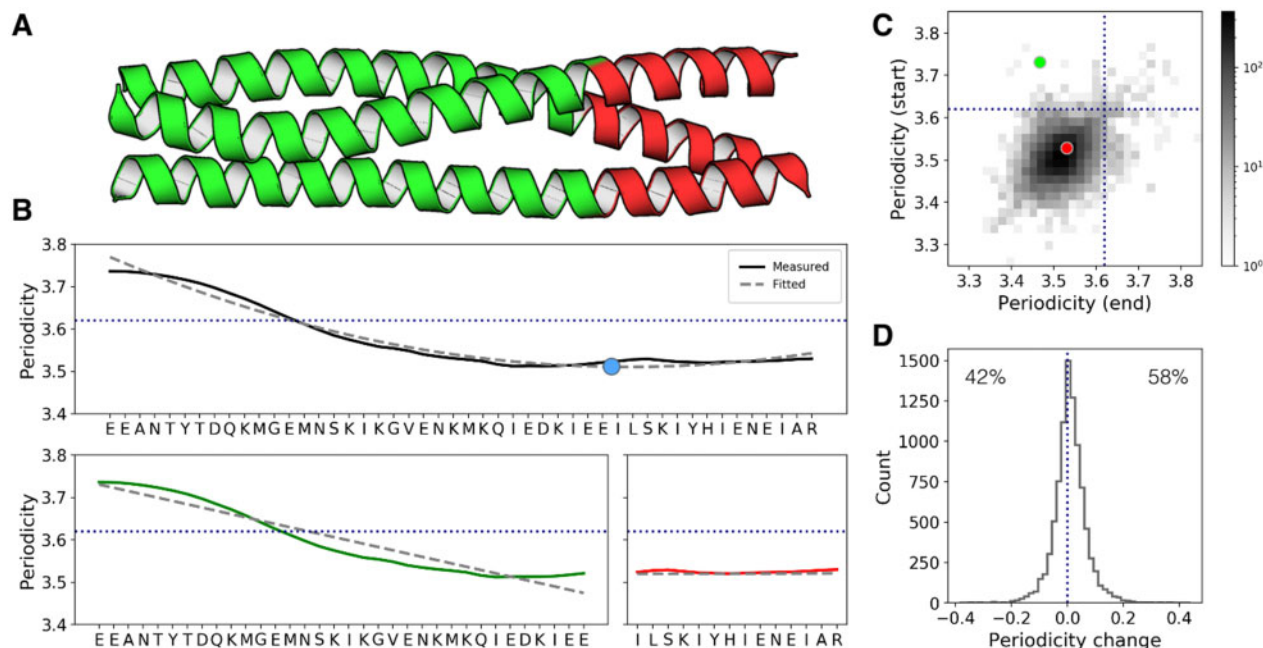 A
B
3.8
3.7
3.6
3.5
3.4
Periodicity
Measured
Fitted
E E A N T Y T D Q K M G E M N S K I K G V E N K M K Q I E D K I E E I L S K I Y H I E N E I A R
3.8
3.7
3.6
3.5
3.4
Periodicity
E E A N T Y T D Q K M G E M N S K I K G V E N K M K Q I E D K I E E
I L S K I Y H I E N E I A R
C
3.8
3.7
3.6
3.5
3.4
3.3
Periodicity (start)
3.3 3.4 3.5 3.6 3.7 3.8
Periodicity (end)
10²
10¹
10⁰
D
1500
1250
1000
750
500
250
0
Count
42%
58%
−0.4 −0.2 0.0 0.2 0.4
Periodicity change